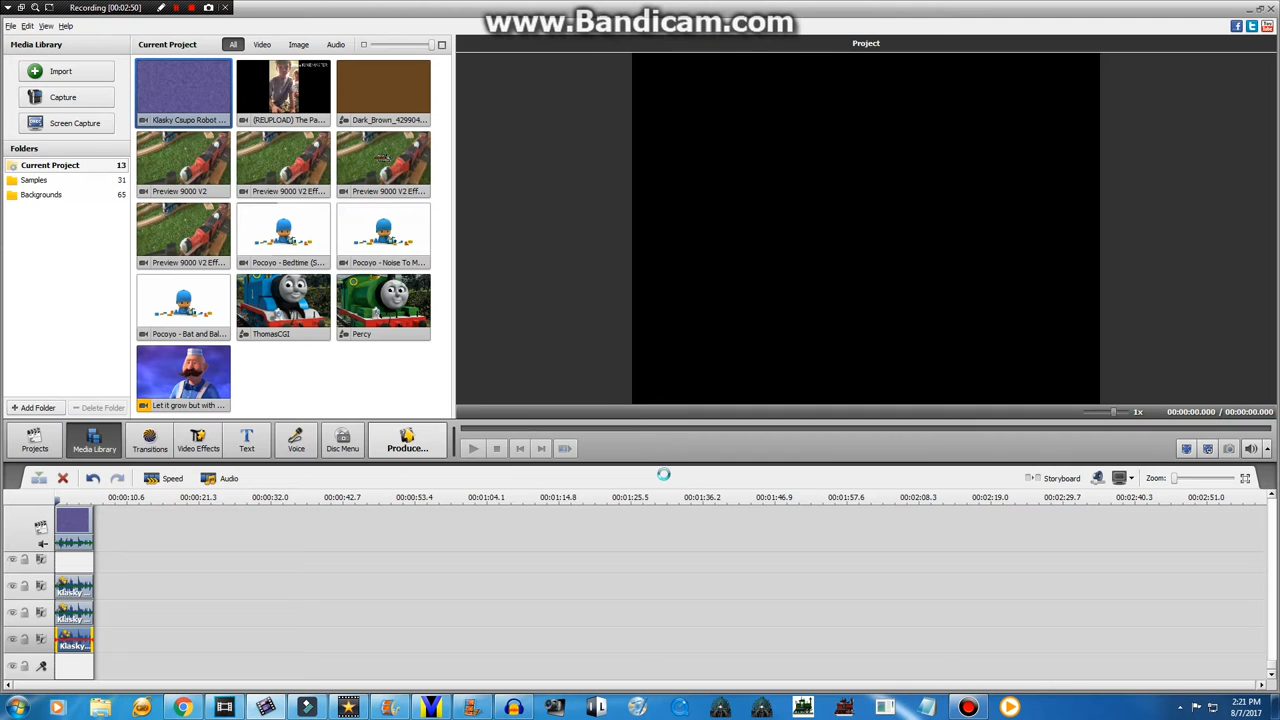 Recording [00:02:50]
www.Bandicam.com
File Edit View Help
Media Library
Current Project
All Video Image Audio
Project
Import
Capture
Screen Capture
Klasky Csupo Robot ...
(REUPLOAD) The Pa...
Dark_Brown_429904...
Folders
Current Project 13
Samples 31
Backgrounds 65
Preview 9000 V2
Preview 9000 V2 Eff...
Preview 9000 V2 Eff...
Preview 9000 V2 Eff...
Pocoyo - Bedtime (S...
Pocoyo - Noise To M...
Pocoyo - Bat and Bal...
ThomasCGI
Percy
Let it grow but with ...
Add Folder
Delete Folder
1x
00:00:00.000 / 00:00:00.000
Projects
Media Library
Transitions
Video Effects
Text
Voice
Disc Menu
Produce...
Speed
Audio
Storyboard
Zoom:
00:00:10.6 00:00:21.3 00:00:32.0 00:00:42.7 00:00:53.4 00:01:04.1 00:01:14.8 00:01:25.5 00:01:36.2 00:01:46.9 00:01:57.6 00:02:08.3 00:02:19.0 00:02:29.7 00:02:40.3 00:02:51.0
Klasky ...
Klasky ...
Klasky...
2:21 PM
8/7/2017